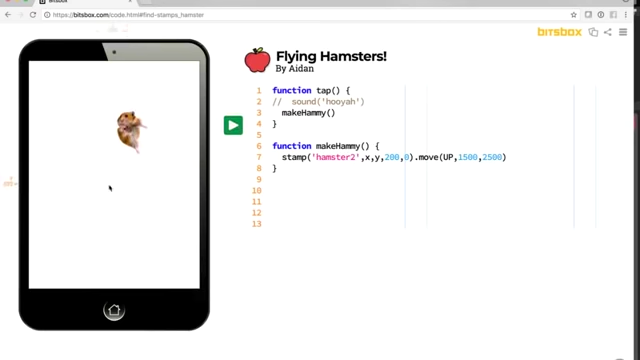 Bitsbox
https://bitsbox.com/code.html#find-stamps_hamster
bitsbox
Flying Hamsters!
By Aidan
1 function tap() {
2 // sound('hooyah')
3 makeHammy()
4 }
5
6 function makeHammy() {
7 stamp('hamster2',x,y,200,0).move(UP,1500,2500)
8 }
9
10
11
12
13